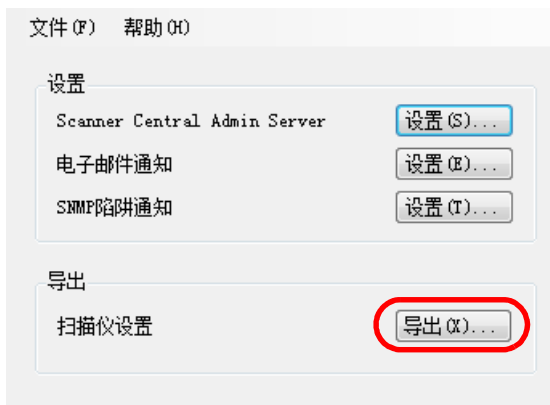 文件(F) 帮助(H)
设置
Scanner Central Admin Server 设置(S)...
电子邮件通知 设置(E)...
SNMP陷阱通知 设置(T)...
导出
扫描仪设置 导出(X)...